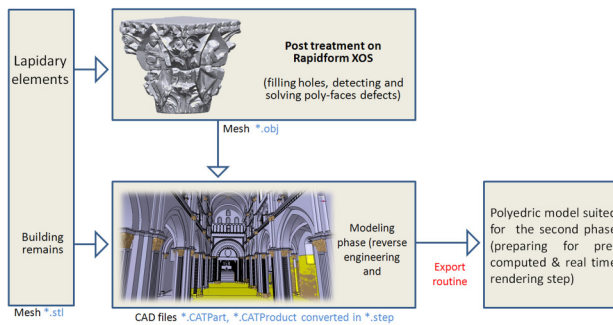 Lapidary
elements
Post treatment on
Rapidform XOS
(filling holes, detecting and
solving poly-faces defects)
Mesh *.obj
Building
remains
Modeling
phase (reverse
engineering
and
Export
routine
Polyedric model suited
for the second phase
(preparing for pre
computed & real time
rendering step)
Mesh *.stl
CAD files *.CATPart, *.CATProduct converted in *.step